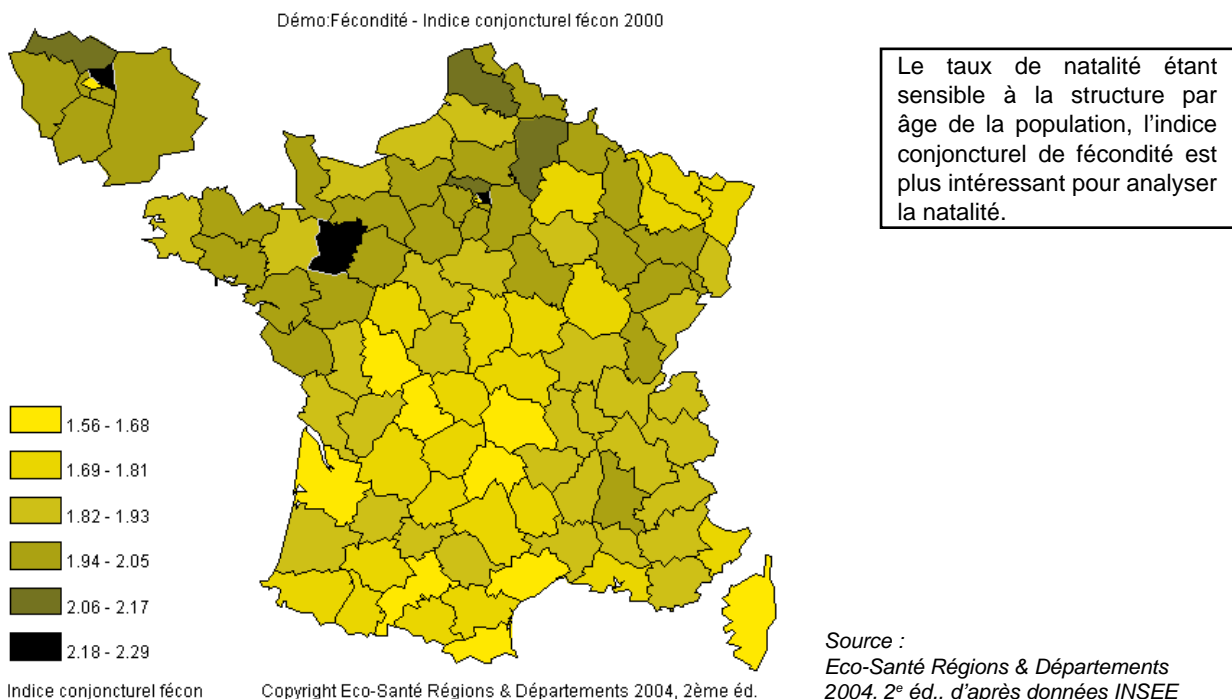 Démo:Fécondité - Indice conjoncturel fécon 2000
Le taux de natalité étant
sensible à la structure par
âge de la population, l'indice
conjoncturel de fécondité est
plus intéressant pour analyser
la natalité.
1.56 - 1.68
1.69 - 1.81
1.82 - 1.93
1.94 - 2.05
2.06 - 2.17
2.18 - 2.29
Indice conjoncturel fécon
Copyright Eco-Santé Régions & Départements 2004, 2ème éd.
Source :
Eco-Santé Régions & Départements
2004, 2e éd., d'après données INSEE